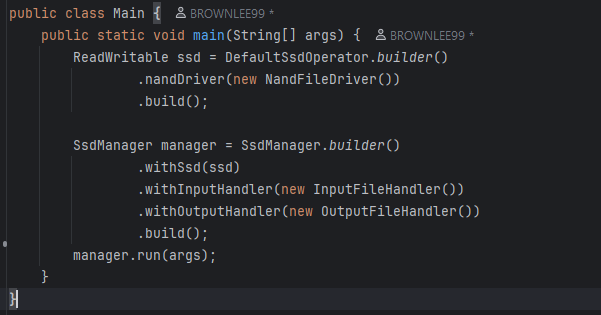 public class Main { BROWNLEE99 *
public static void main(String[] args) { BROWNLEE99 *
ReadWritable ssd = DefaultSsdOperator.builder()
.nandDriver(new NandFileDriver())
.build();
SsdManager manager = SsdManager.builder()
.withSsd(ssd)
.withInputHandler(new InputFileHandler())
.withOutputHandler(new OutputFileHandler())
.build();
manager.run(args);
}
}